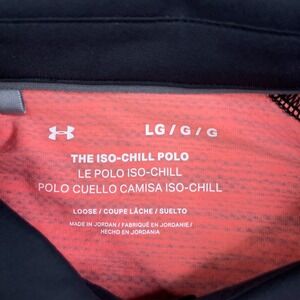 LG / G / G
THE ISO-CHILL POLO
LE POLO ISO-CHILL
POLO CUELLO CAMISA ISO-CHILL
LOOSE / COUPE LÂCHE / SUELTO
MADE IN JORDAN / FABRIQUÉ EN JORDANIE /
HECHO EN JORDANIA